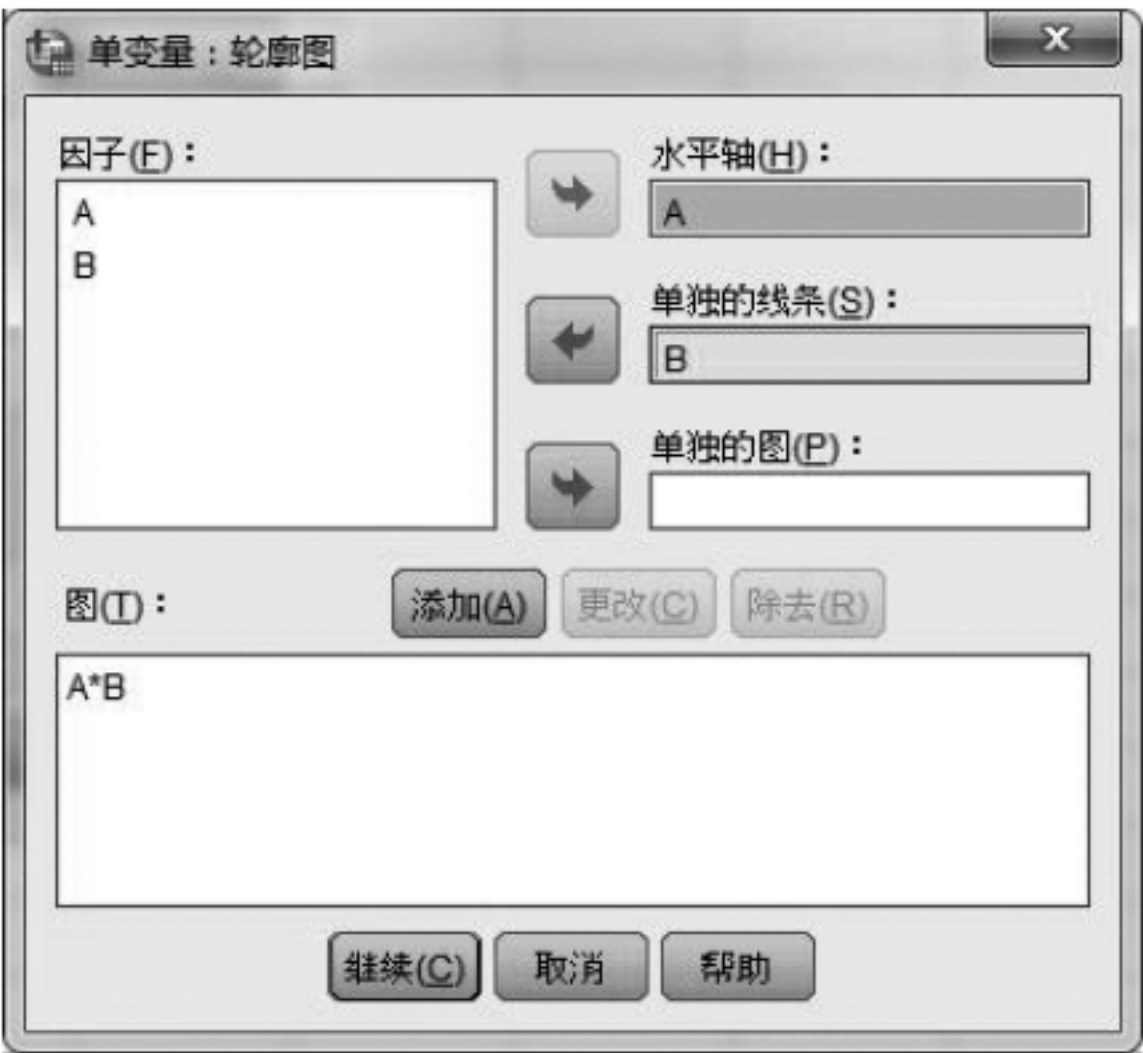 单变量：轮廓图
因子(F)：
A
B
水平轴(H)：
A
单独的线条(S)：
B
单独的图(P)：
图(T)：
添加(A) 更改(C) 除去(R)
A*B
继续(C) 取消 帮助